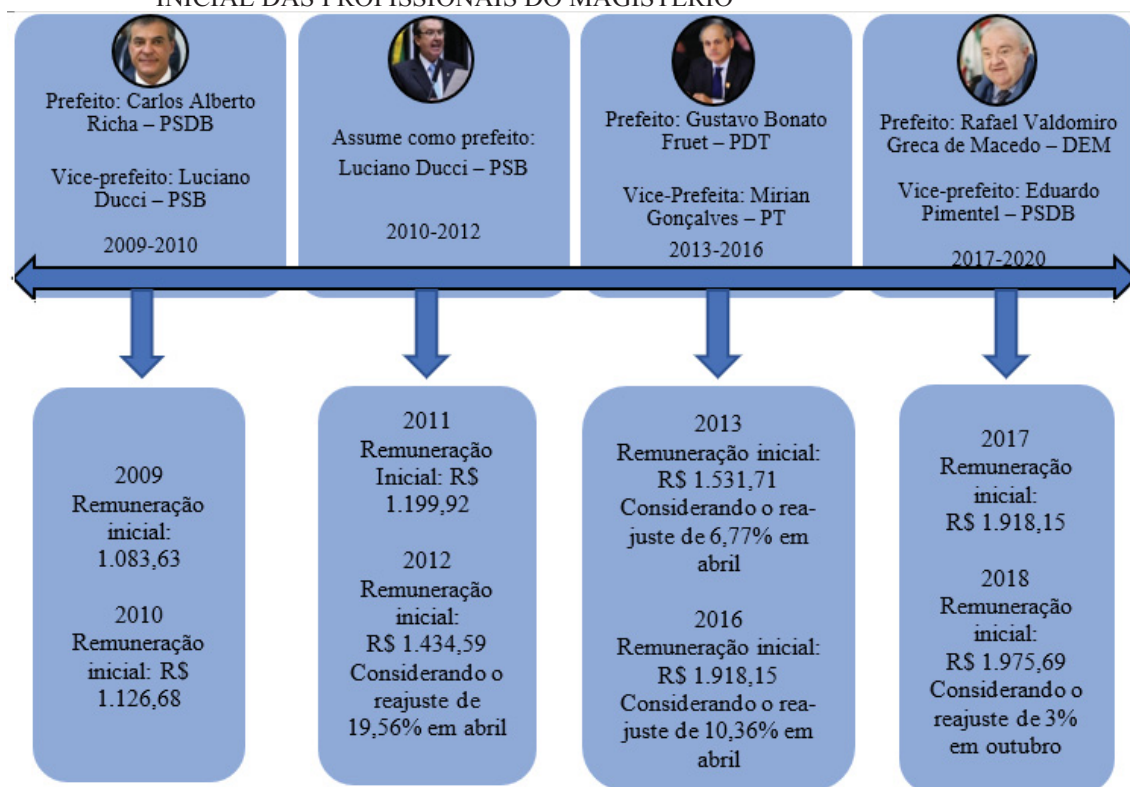 INICIAL DAS PROFISSIONAIS DO MAGISTÉRIO
Prefeito: Carlos Alberto
Richa – PSDB
Vice-prefeito: Luciano
Ducci – PSB
2009-2010
Assume como prefeito:
Luciano Ducci – PSB
2010-2012
Prefeito: Gustavo Bonato
Fruet – PDT
Vice-Prefeita: Mirian
Gonçalves – PT
2013-2016
Prefeito: Rafael Valdomiro
Greca de Macedo – DEM
Vice-prefeito: Eduardo
Pimentel – PSDB
2017-2020
2009
Remuneração
inicial:
1.083,63
2010
Remuneração
inicial: R$
1.126,68
2011
Remuneração
Inicial: R$
1.199,92
2012
Remuneração
inicial:
R$ 1.434,59
Considerando o
reajuste de
19,56% em abril
2013
Remuneração inicial:
R$ 1.531,71
Considerando o rea-
juste de 6,77% em
abril
2016
Remuneração inicial:
R$ 1.918,15
Considerando o rea-
juste de 10,36% em
abril
2017
Remuneração
inicial:
R$ 1.918,15
2018
Remuneração
inicial:
R$ 1.975,69
Considerando o
reajuste de 3%
em outubro